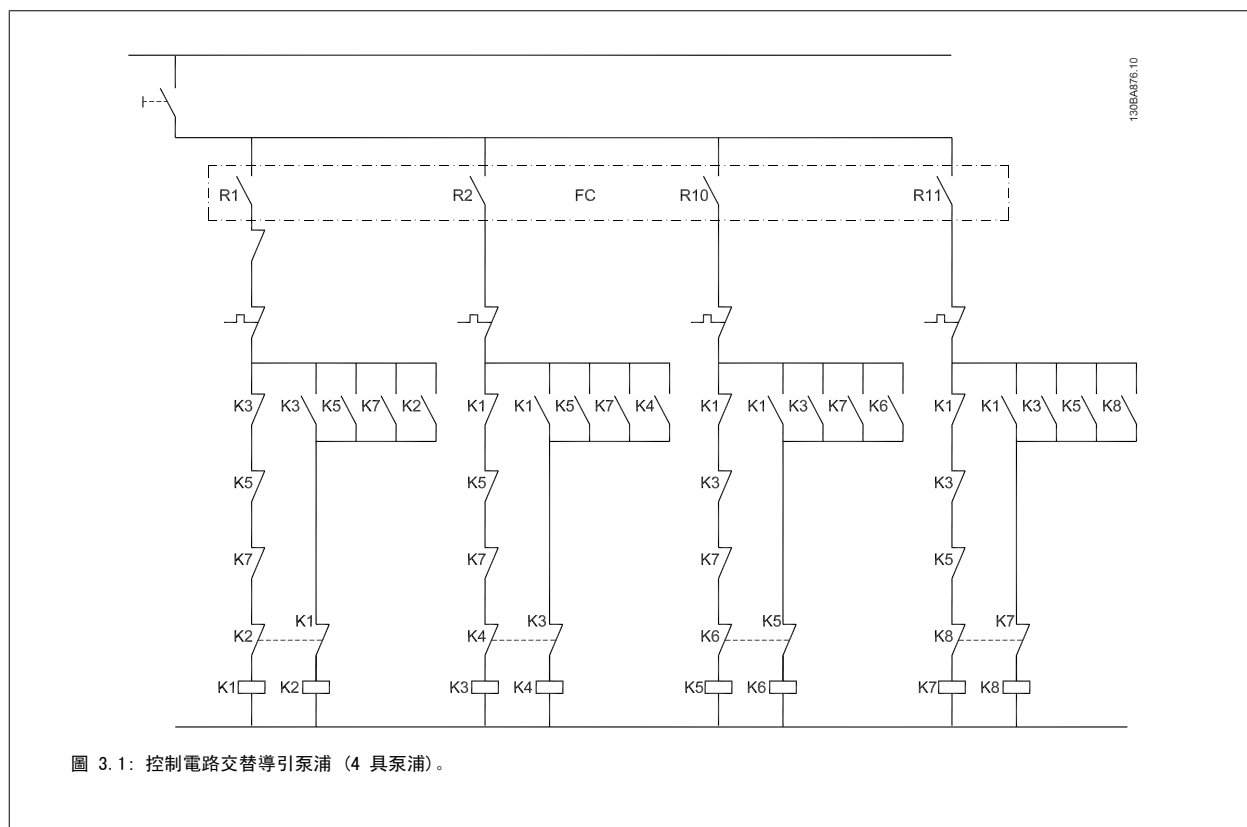 130BA876.10
R1 R2 FC R10 R11
K3 K3 K5 K7 K2 K1 K1 K5 K7 K4 K1 K1 K3 K7 K6 K1 K1 K3 K5 K8
K5 K5 K3 K3
K7 K7 K7 K5
K2 K1 K4 K3 K6 K5 K8 K7
K1 K2 K3 K4 K5 K6 K7 K8
圖 3.1: 控制電路交替導引泵浦 (4 具泵浦)。